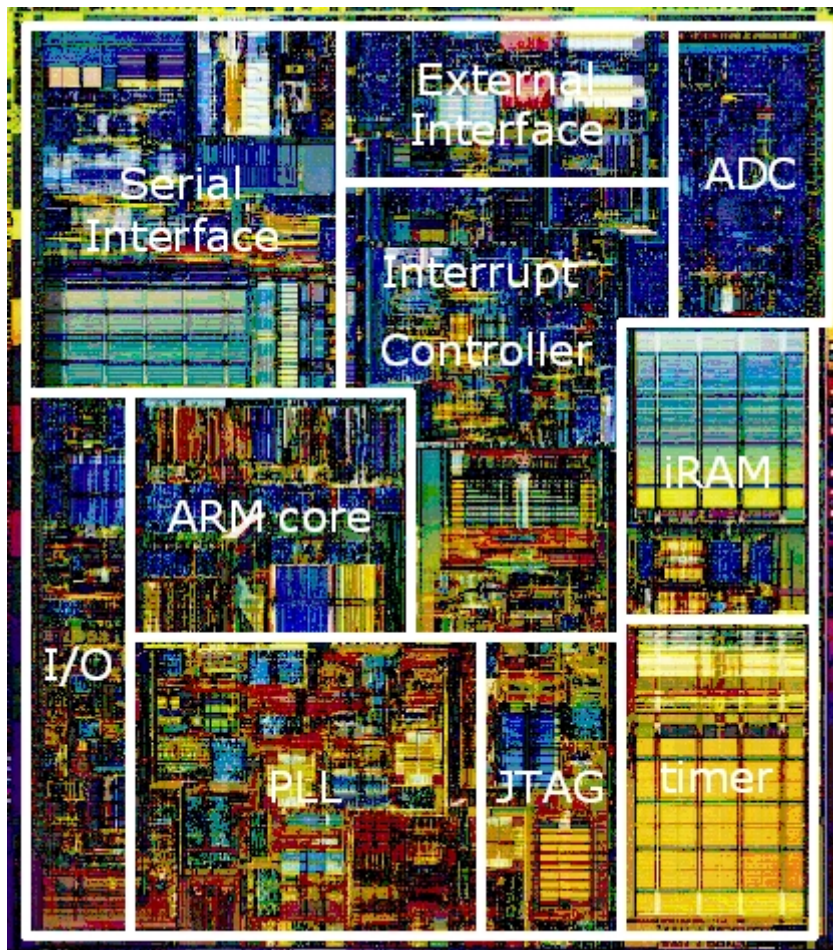 External
Interface
ADC
Serial
Interface
Interrupt
Controller
iRAM
ARM core
I/O
PLL
JTAG
timer